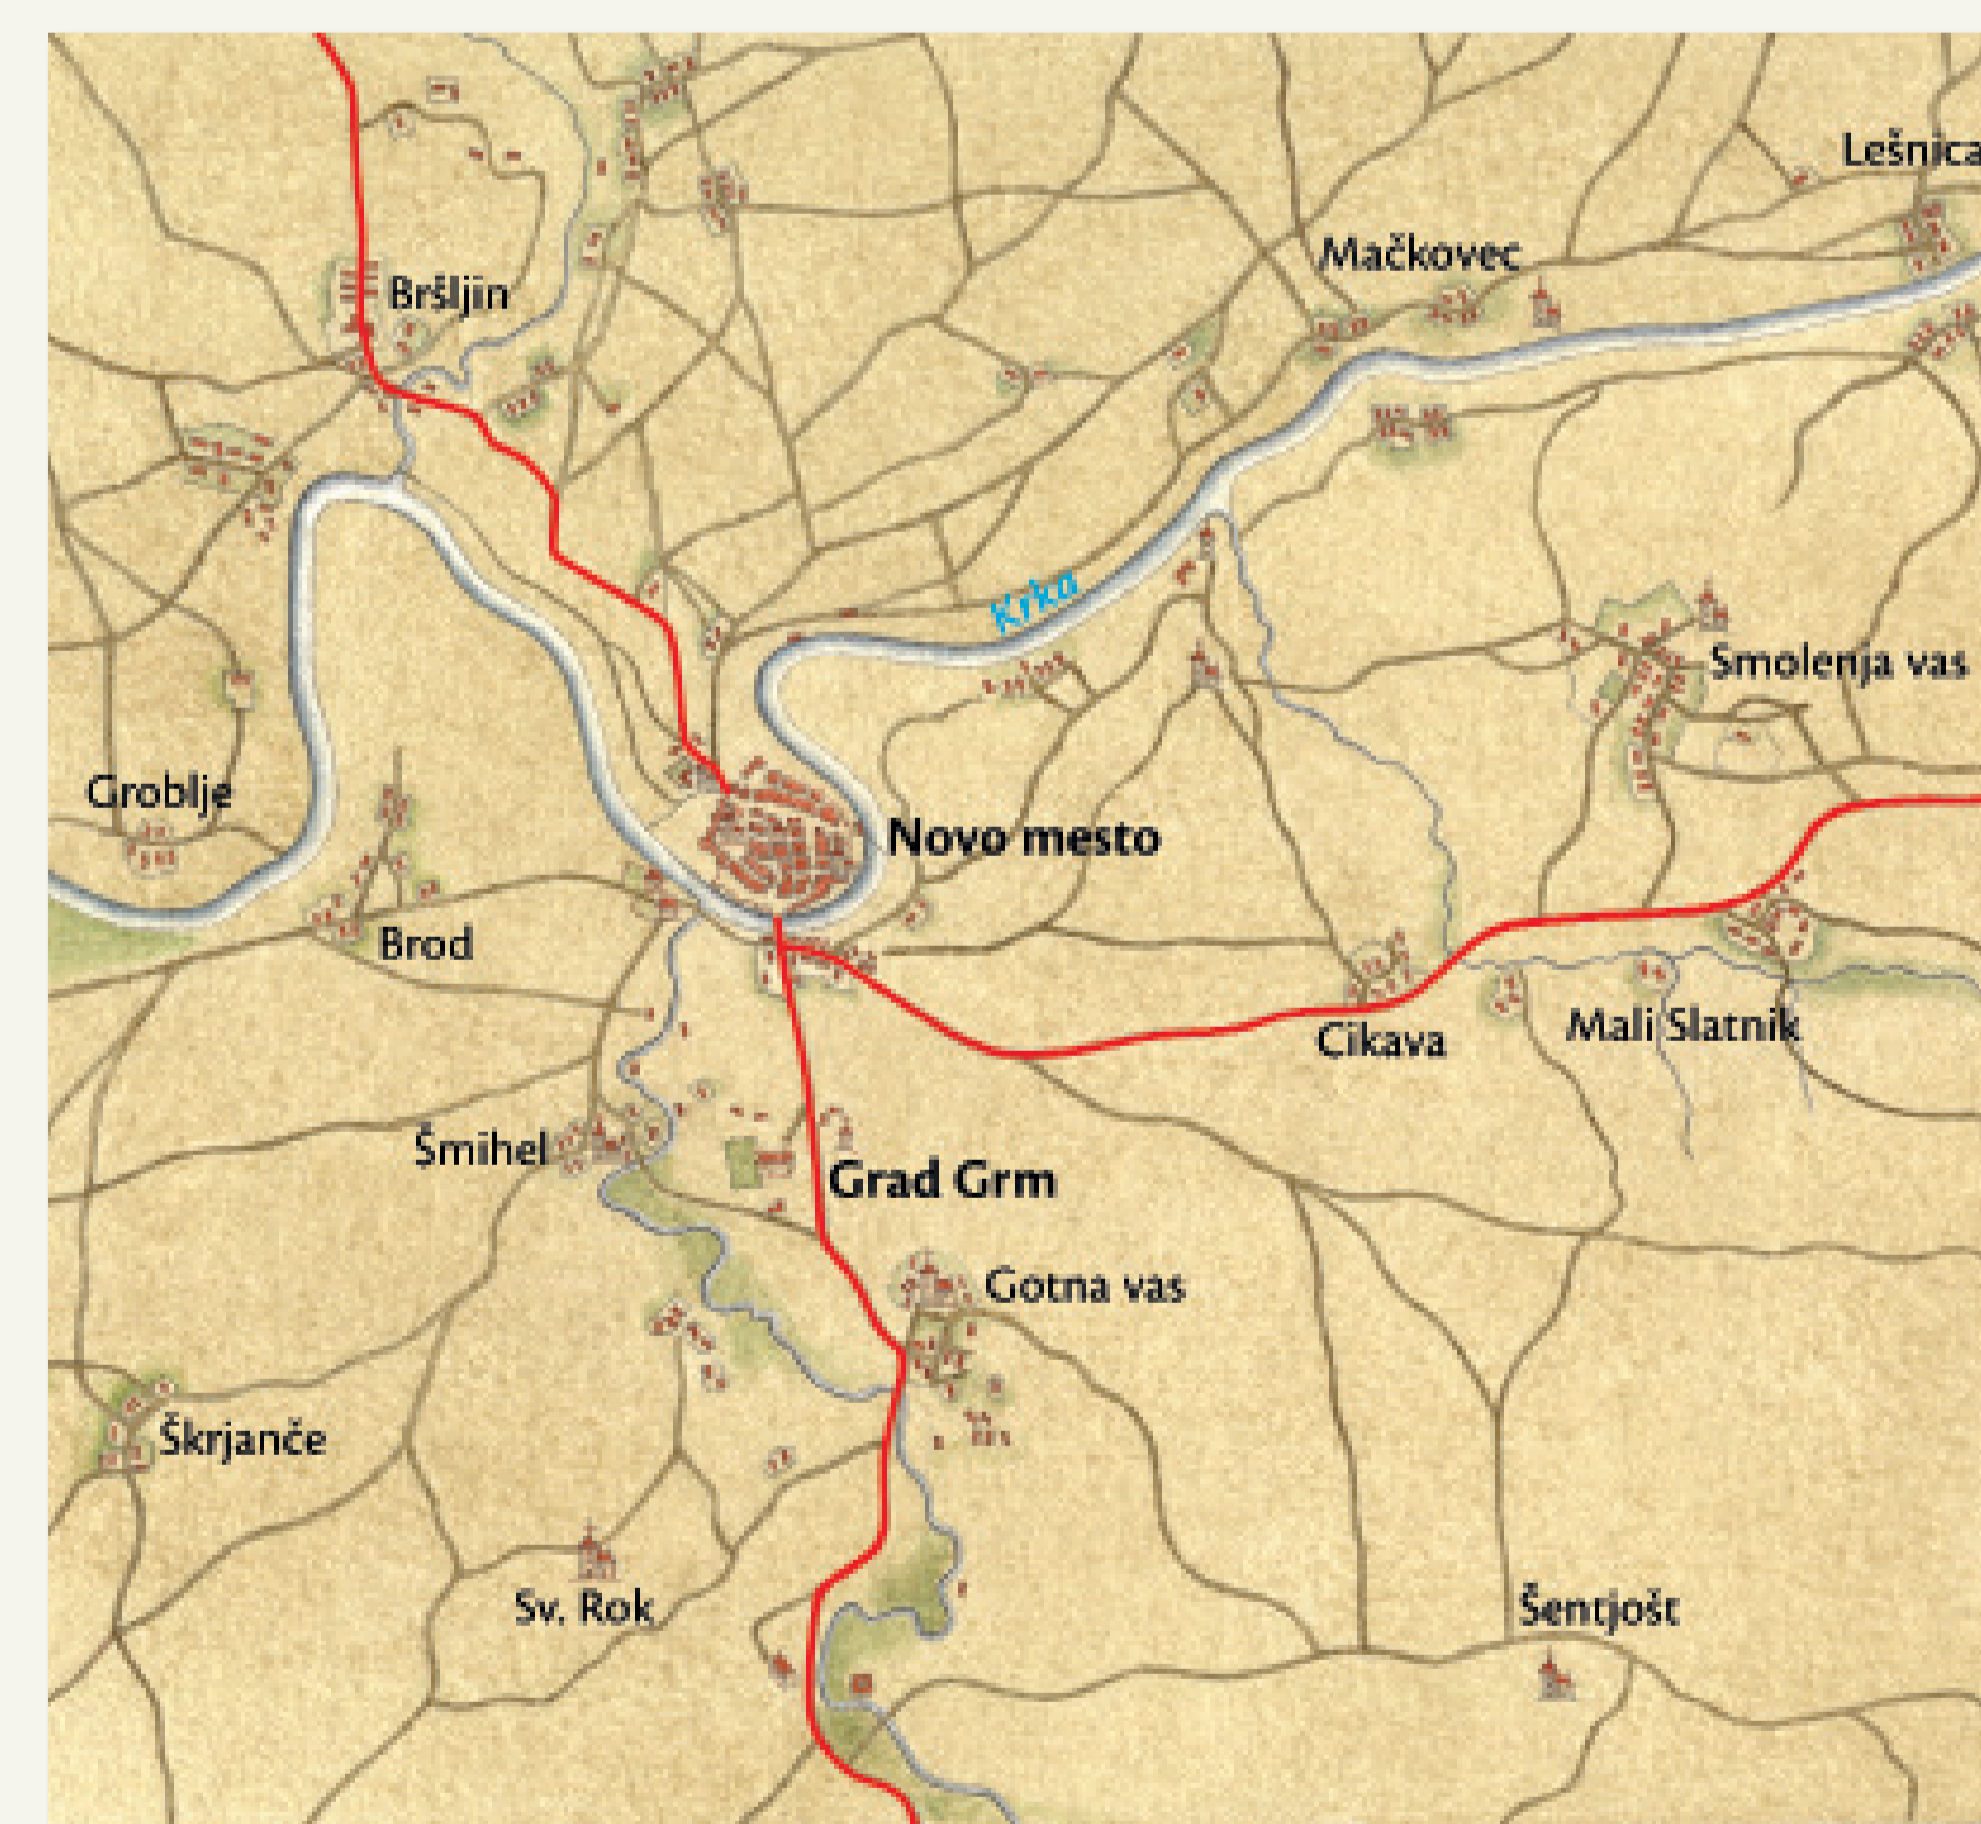 Lešnica
Mačkovec
Bršljin
Krka
Smolenja vas
Groblje
Novo mesto
Brod
Mali Slatnik
Cikava
Šmihel
Grad Grm
Gotna vas
Škrjanče
Sv. Rok
Šentjošt